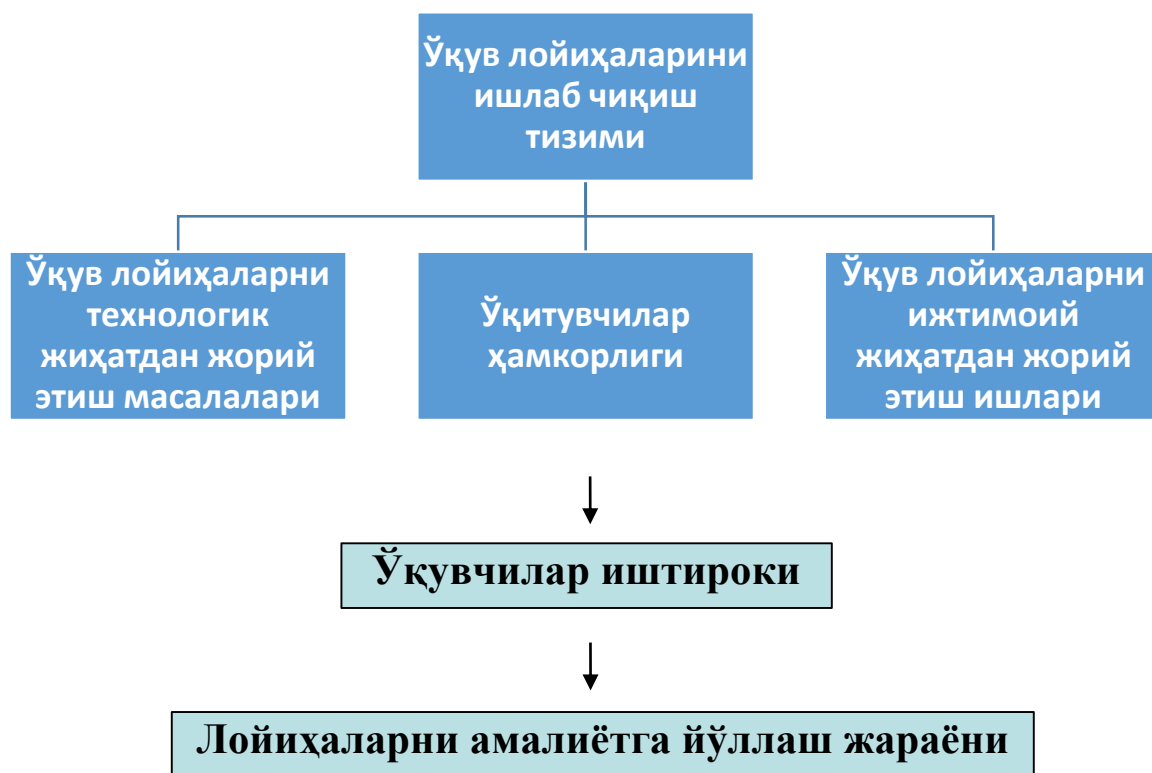 Ўқув лойиҳаларини
ишлаб чиқиш
тизими
Ўқув лойиҳаларни
технологик
жиҳатдан жорий
этиш масалалари
Ўқитувчилар
ҳамкорлиги
Ўқув лойиҳаларни
ижтимоий
жиҳатдан жорий
этиш ишлари
Ўқувчилар иштироки
Лойиҳаларни амалиётга йўллаш жараёни